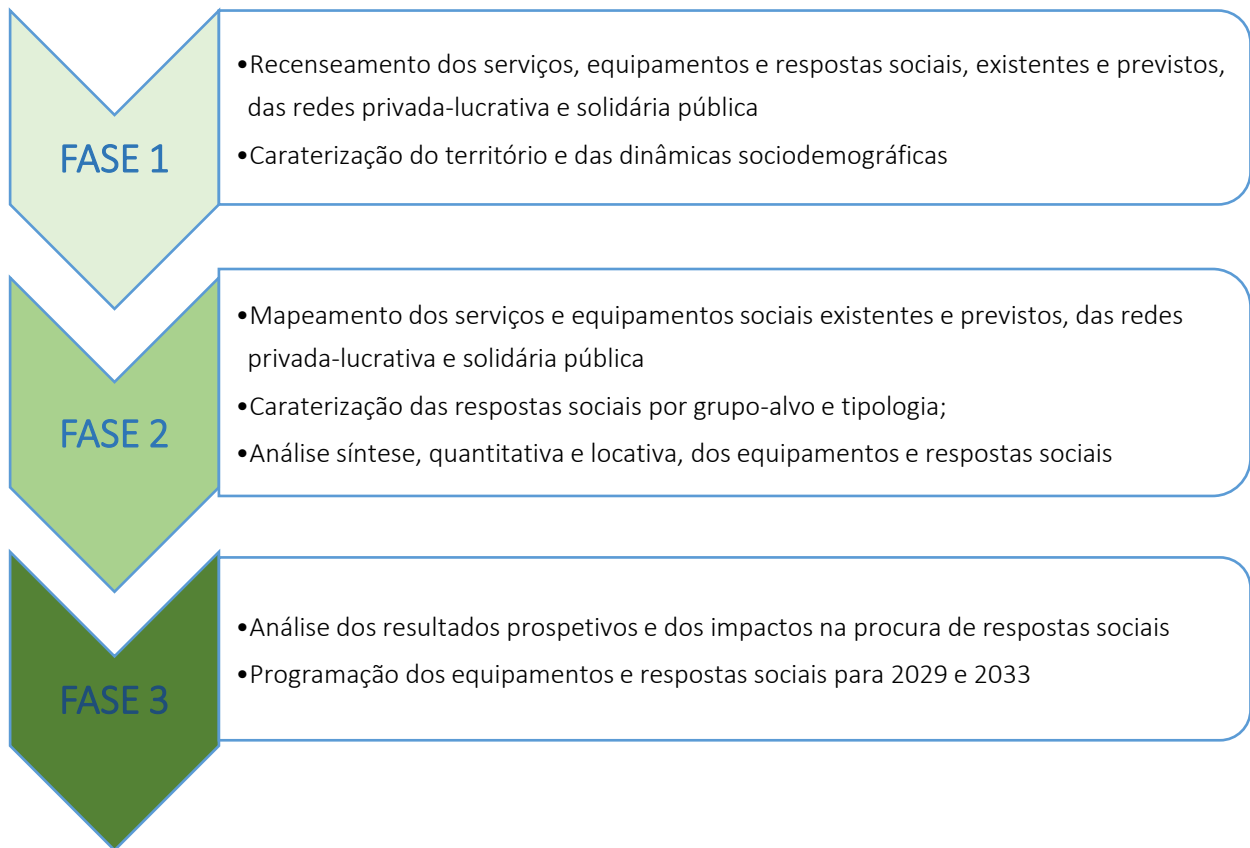 FASE 1
•Recenseamento dos serviços, equipamentos e respostas sociais, existentes e previstos,
das redes privada-lucrativa e solidária pública
•Caraterização do território e das dinâmicas sociodemográficas
FASE 2
•Mapeamento dos serviços e equipamentos sociais existentes e previstos, das redes
privada-lucrativa e solidária pública
•Caraterização das respostas sociais por grupo-alvo e tipologia;
•Análise síntese, quantitativa e locativa, dos equipamentos e respostas sociais
FASE 3
•Análise dos resultados prospetivos e dos impactos na procura de respostas sociais
•Programação dos equipamentos e respostas sociais para 2029 e 2033